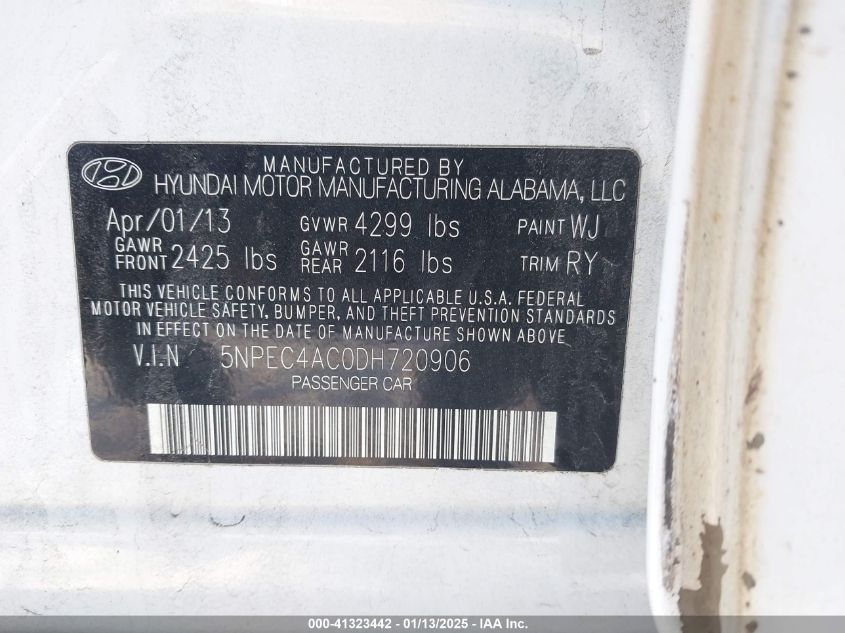 MANUFACTURED BY
HYUNDAI MOTOR MANUFACTURING ALABAMA, LLC
Apr/01/13 GVWR 4299 lbs PAINT WJ
GAWR FRONT 2425 lbs GAWR REAR 2116 lbs TRIM RY
THIS VEHICLE CONFORMS TO ALL APPLICABLE U.S.A. FEDERAL
MOTOR VEHICLE SAFETY, BUMPER, AND THEFT PREVENTION STANDARDS
IN EFFECT ON THE DATE OF MANUFACTURE SHOWN ABOVE
V.I.N 5NPEC4AC0DH720906
PASSENGER CAR
000-41323442 - 01/13/2025 - IAA Inc.